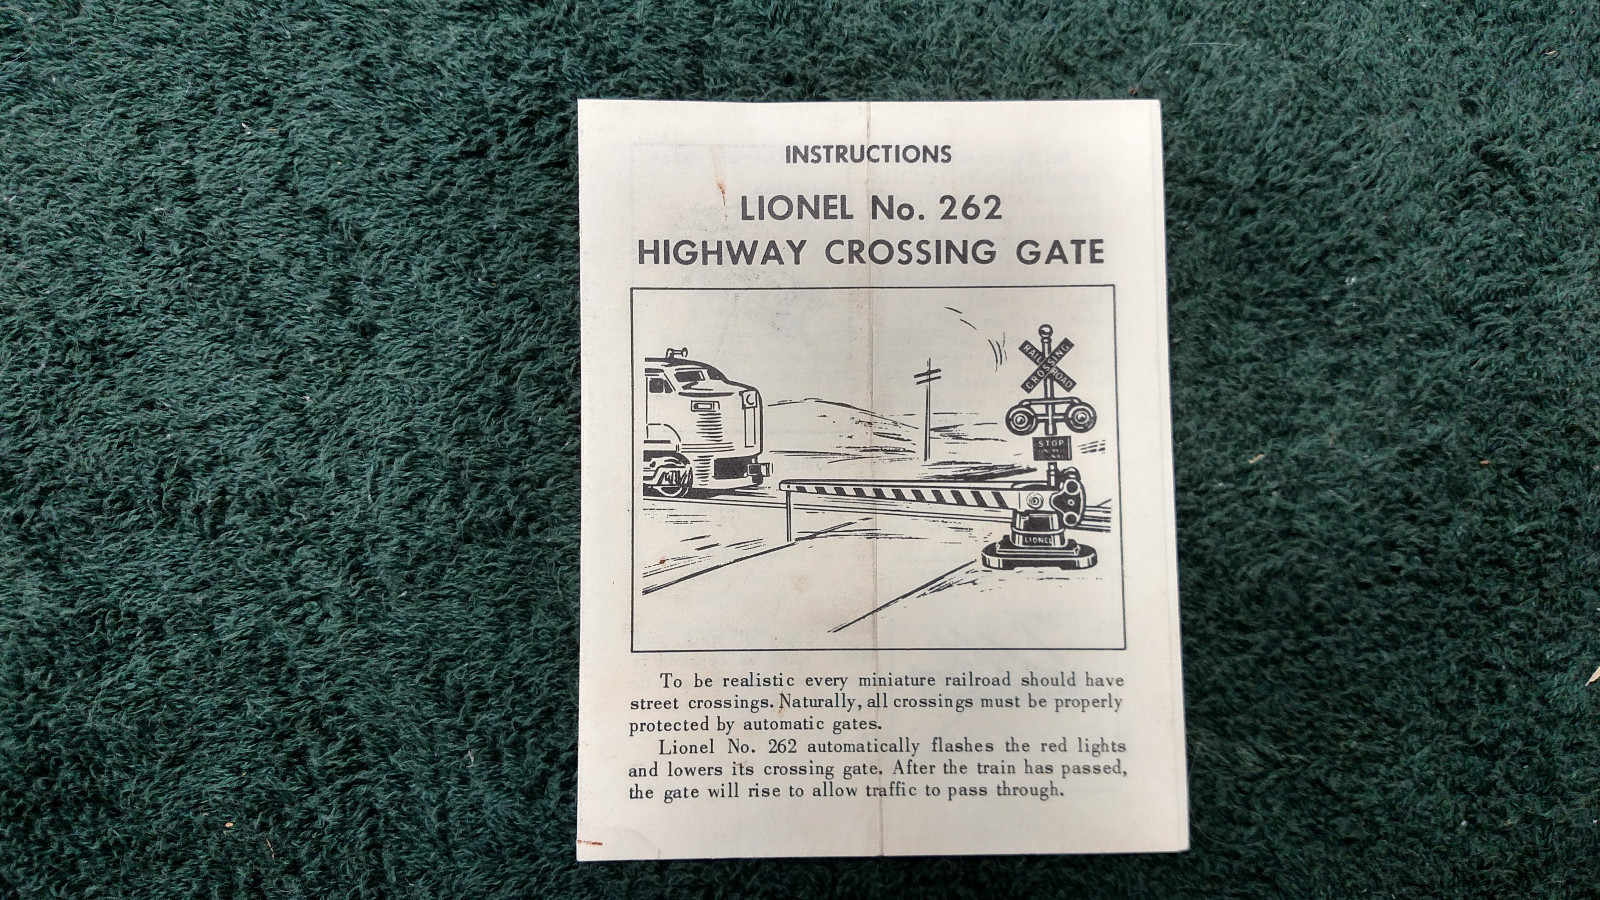 INSTRUCTIONS
LIONEL No. 262
HIGHWAY CROSSING GATE
RAILROAD
CROSSING
STOP
LIONEL
To be realistic every miniature railroad should have
street crossings. Naturally, all crossings must be properly
protected by automatic gates.
Lionel No. 262 automatically flashes the red lights
and lowers its crossing gate. After the train has passed,
the gate will rise to allow traffic to pass through.